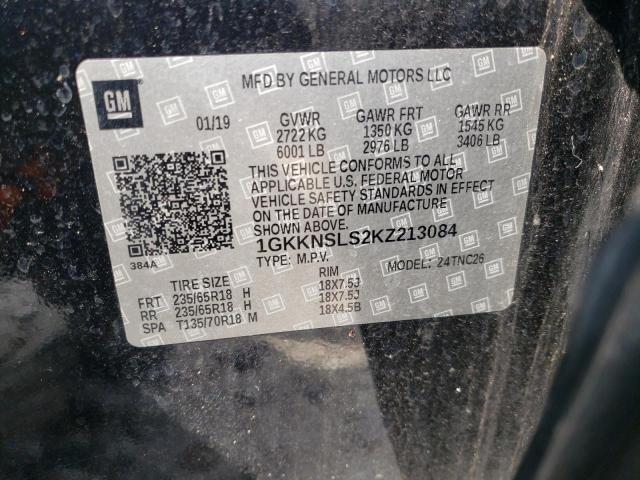 MFD BY GENERAL MOTORS LLC
GM
01/19
GVWR
2722 KG
6001 LB
GAWR FRT
1350 KG
2976 LB
GAWR RR
1545 KG
3406 LB
THIS VEHICLE CONFORMS TO ALL
APPLICABLE U.S. FEDERAL MOTOR
VEHICLE SAFETY STANDARDS IN EFFECT
ON THE DATE OF MANUFACTURE
SHOWN ABOVE.
1GKKNSLS2KZ213084
384A
TYPE: M.P.V.
MODEL: 24TNC26
TIRE SIZE RIM
FRT 235/65R18 H 18X7.5J
RR 235/65R18 H 18X7.5J
SPA T135/70R18 M 18X4.5B